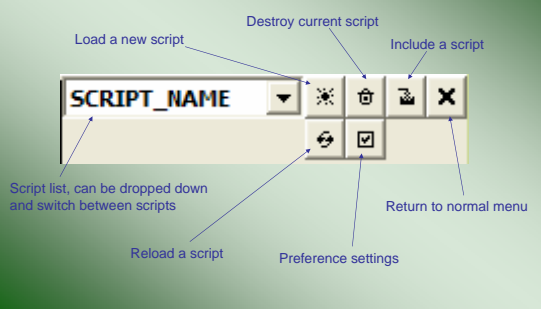 Destroy current script
Load a new script
Include a script
SCRIPT_NAME
Script list, can be dropped down
and switch between scripts
Return to normal menu
Reload a script
Preference settings